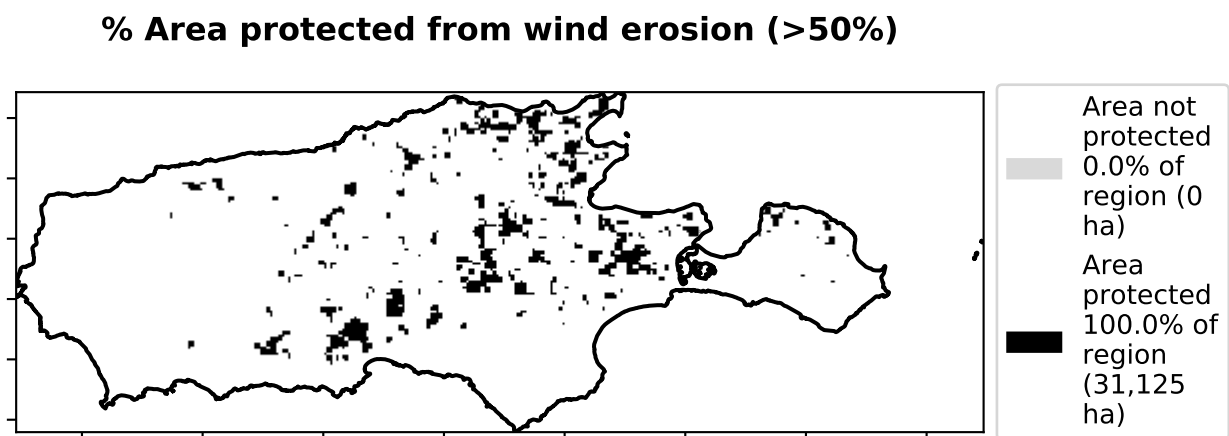 % Area protected from wind erosion (>50%)
Area not
protected
0.0% of
region (0
ha)
Area
protected
100.0% of
region
(31,125
ha)